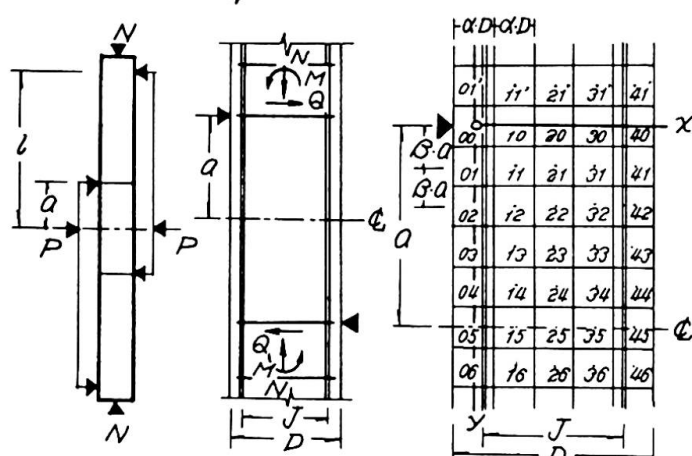 N
l
a
P
P
N
N
M
Q
a
℄
Q
M
N
J
D
α·D α·D
01' 11' 21' 31' 41'
O X
00 10 20 30 40
β·a
01 11 21 31 41
β·a
a
02 12 22 32 42
03 13 23 33 43
04 14 24 34 44
℄
05 15 25 35 45
06 16 26 36 46
y
J
D